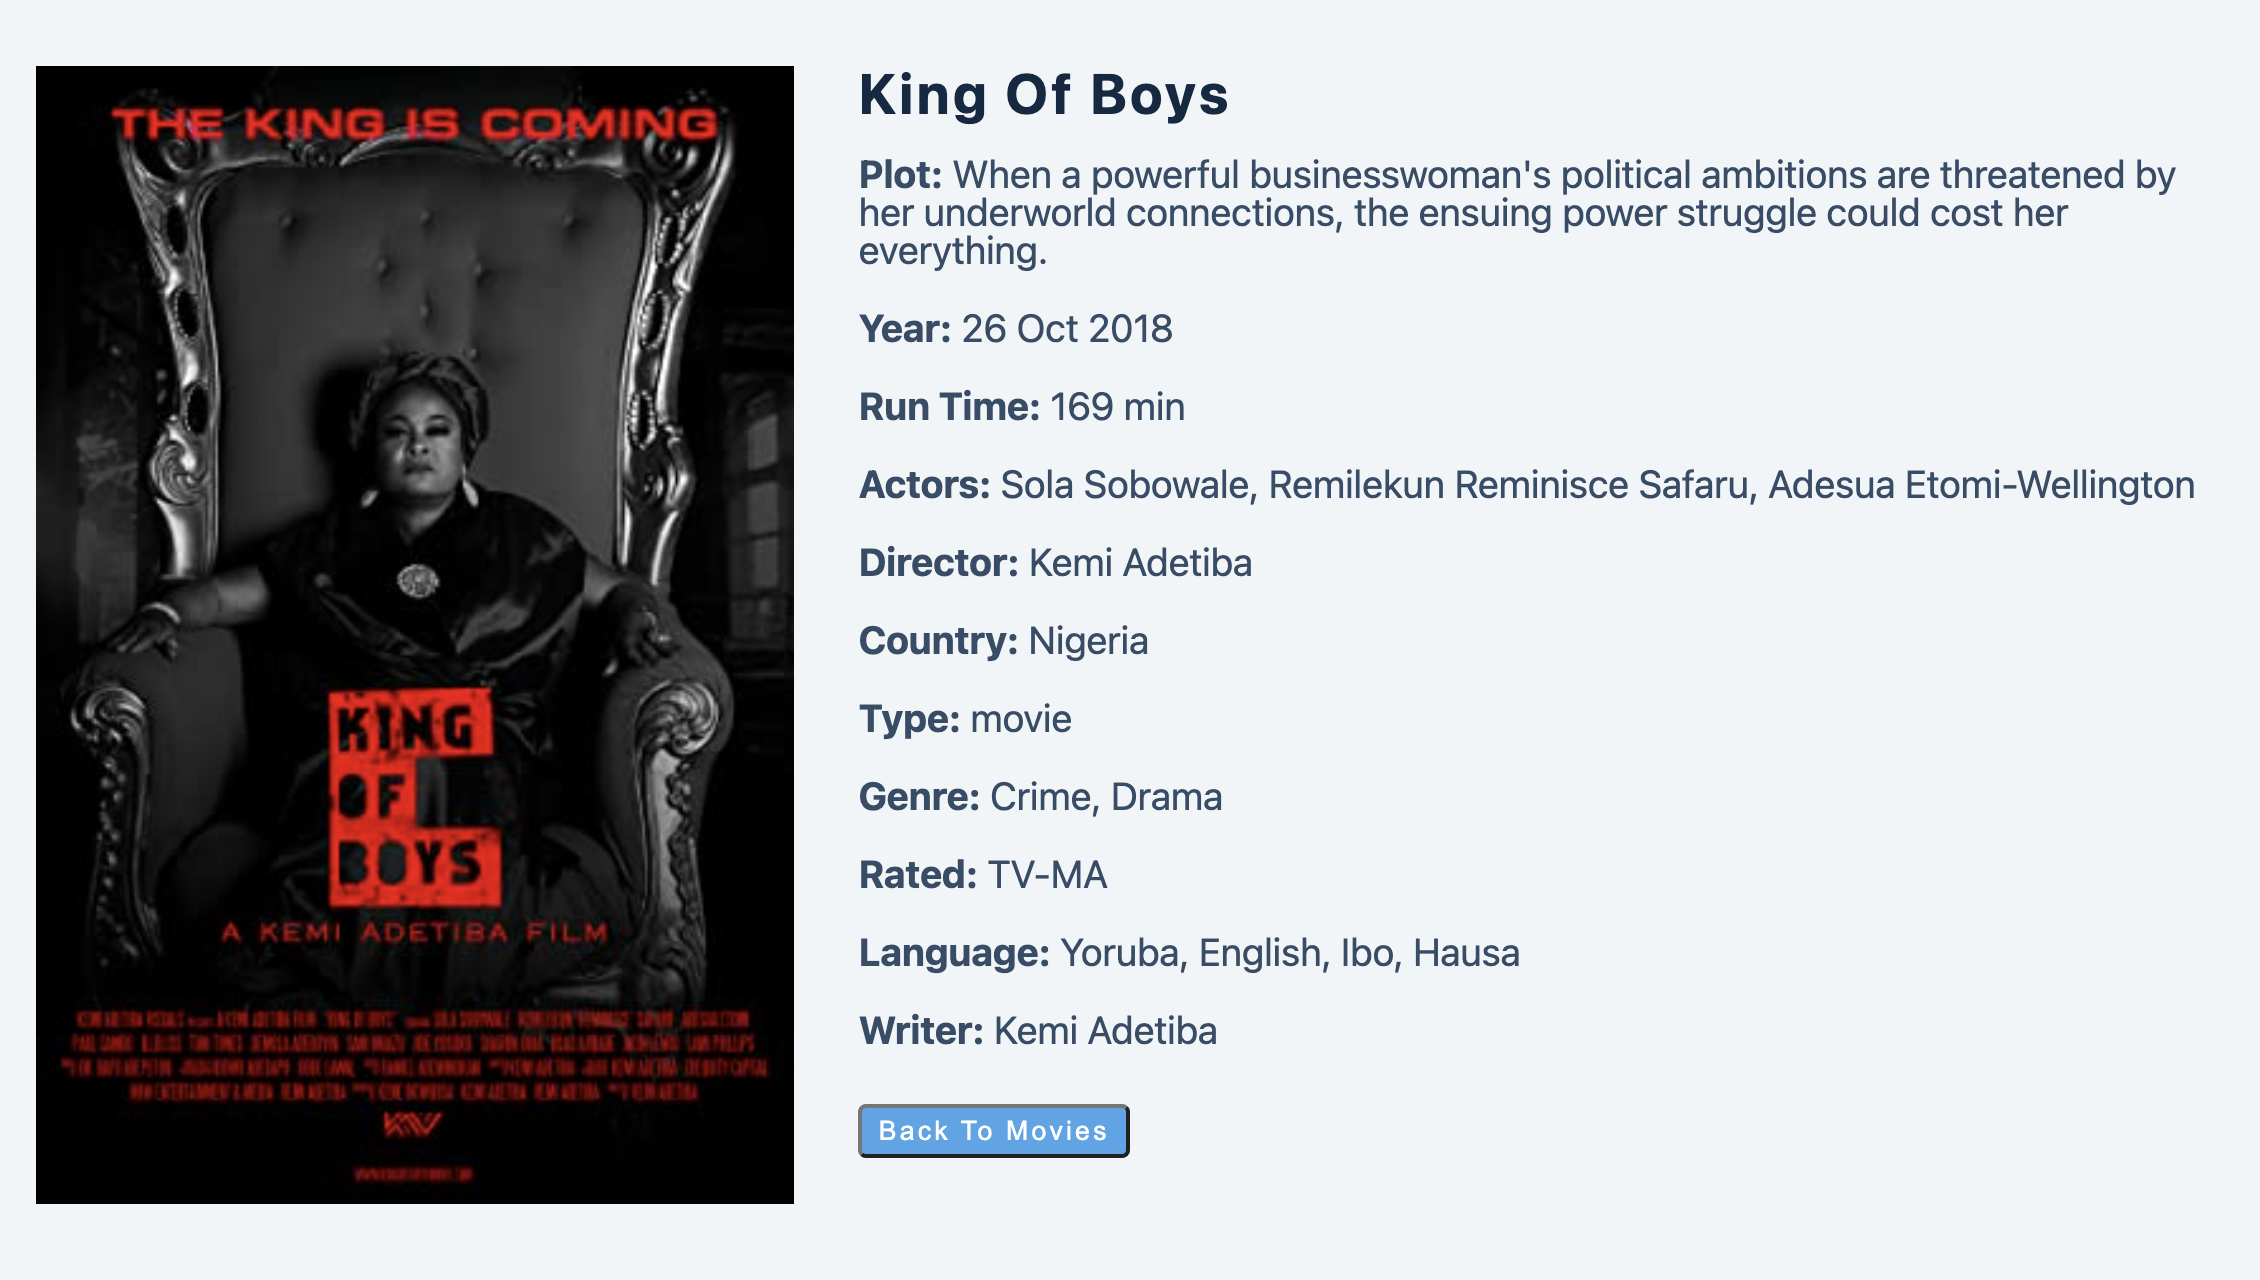 THE KING IS COMING
KING
OF
BOYS
A KEMI ADETIBA FILM
King Of Boys
Plot: When a powerful businesswoman's political ambitions are threatened by
her underworld connections, the ensuing power struggle could cost her
everything.
Year: 26 Oct 2018
Run Time: 169 min
Actors: Sola Sobowale, Remilekun Reminisce Safaru, Adesua Etomi-Wellington
Director: Kemi Adetiba
Country: Nigeria
Type: movie
Genre: Crime, Drama
Rated: TV-MA
Language: Yoruba, English, Ibo, Hausa
Writer: Kemi Adetiba
Back To Movies